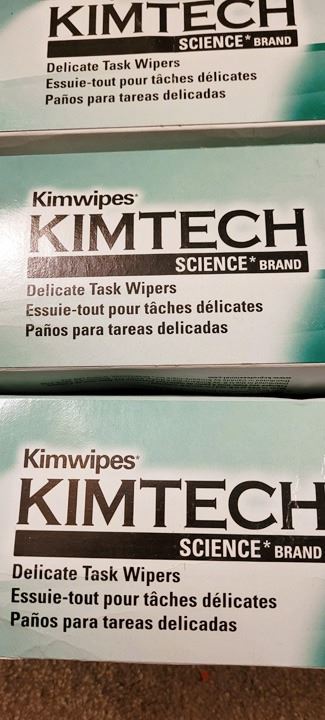 KIMTECH
SCIENCE* BRAND
Delicate Task Wipers
Essuie-tout pour tâches délicates
Paños para tareas delicadas
Kimwipes*
KIMTECH
SCIENCE* BRAND
Delicate Task Wipers
Essuie-tout pour tâches délicates
Paños para tareas delicadas
Kimwipes*
KIMTECH
SCIENCE* BRAND
Delicate Task Wipers
Essuie-tout pour tâches délicates
Paños para tareas delicadas